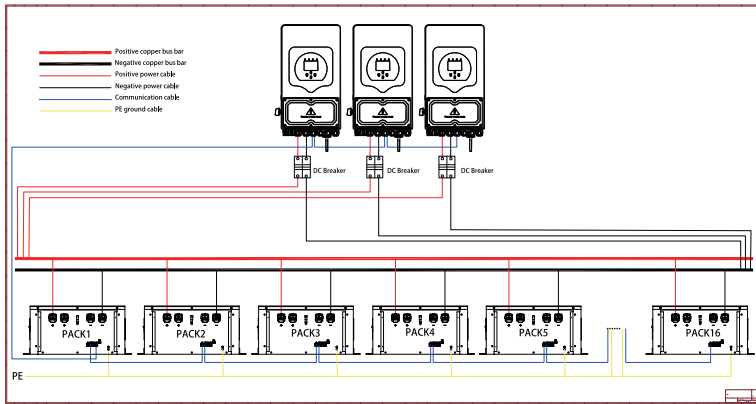 Positive copper bus bar
Negative copper bus bar
Positive power cable
Negative power cable
Communication cable
PE ground cable
DC Breaker
DC Breaker
DC Breaker
PACK1
PACK2
PACK3
PACK4
PACK5
PACK16
PE